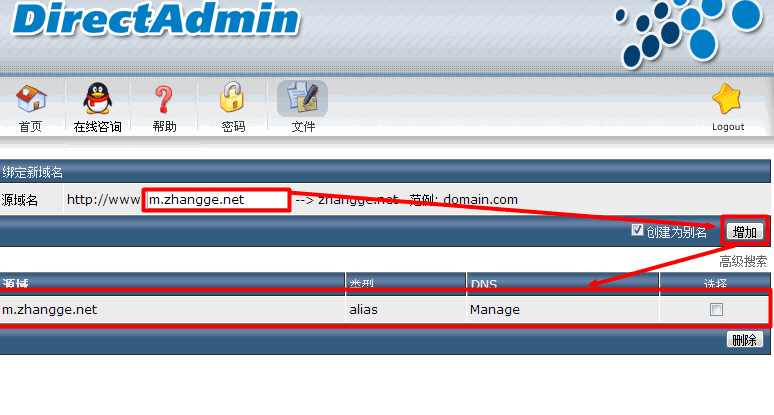 DirectAdmin
首页 在线咨询 帮助 密码 文件 Logout
绑定新域名
源域名 http://www. m.zhangge.net --> zhangge.net 范例: domain.com
创建为别名 增加
高级搜索
源域 类型 DNS 选择
m.zhangge.net alias Manage
删除